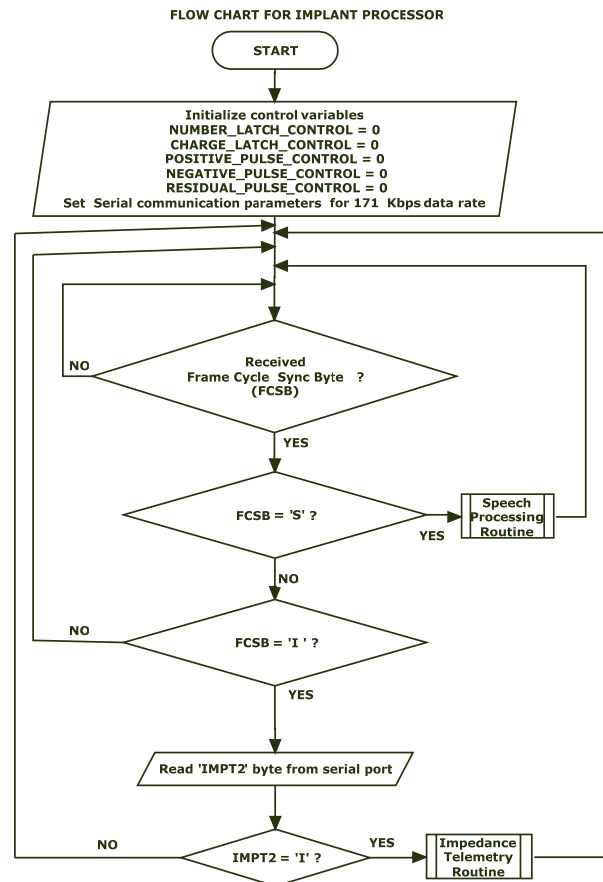 FLOW CHART FOR IMPLANT PROCESSOR
START
Initialize control variables
NUMBER_LATCH_CONTROL = 0
CHARGE_LATCH_CONTROL = 0
POSITIVE_PULSE_CONTROL = 0
NEGATIVE_PULSE_CONTROL = 0
RESIDUAL_PULSE_CONTROL = 0
Set Serial communication parameters for 171 Kbps data rate
NO
Received
Frame Cycle Sync Byte ?
(FCSB)
YES
FCSB = 'S' ?
YES
Speech
Processing
Routine
NO
NO
FCSB = 'I ' ?
YES
Read 'IMPT2' byte from serial port
NO
IMPT2 = 'I' ?
YES
Impedance
Telemetry
Routine